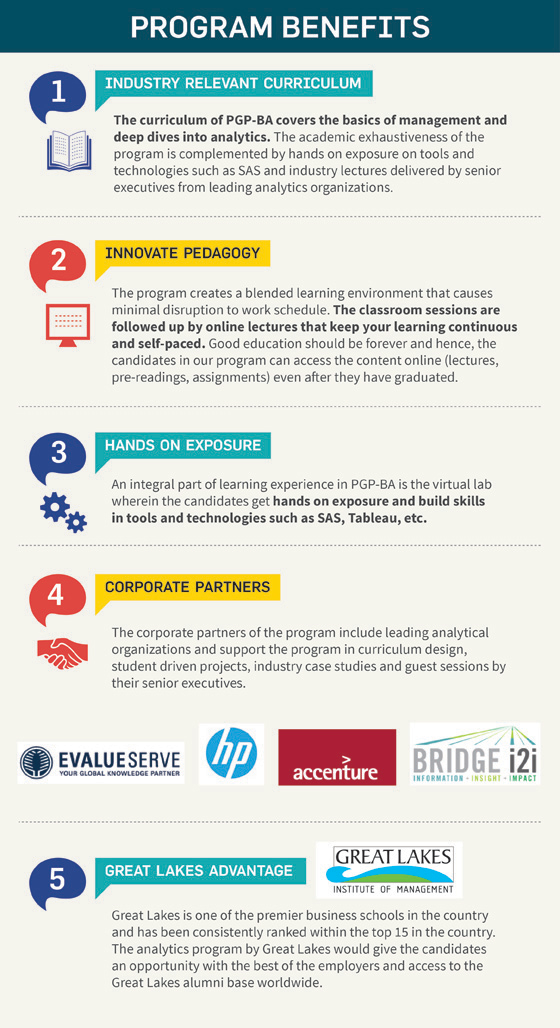 PROGRAM BENEFITS
1
INDUSTRY RELEVANT CURRICULUM
The curriculum of PGP-BA covers the basics of management and
deep dives into analytics. The academic exhaustiveness of the
program is complemented by hands on exposure on tools and
technologies such as SAS and industry lectures delivered by senior
executives from leading analytics organizations.
2
INNOVATE PEDAGOGY
The program creates a blended learning environment that causes
minimal disruption to work schedule. The classroom sessions are
followed up by online lectures that keep your learning continuous
and self-paced. Good education should be forever and hence, the
candidates in our program can access the content online (lectures,
pre-readings, assignments) even after they have graduated.
3
HANDS ON EXPOSURE
An integral part of learning experience in PGP-BA is the virtual lab
wherein the candidates get hands on exposure and build skills
in tools and technologies such as SAS, Tableau, etc.
4
CORPORATE PARTNERS
The corporate partners of the program include leading analytical
organizations and support the program in curriculum design,
student driven projects, industry case studies and guest sessions by
their senior executives.
EVALUESERVE
YOUR GLOBAL KNOWLEDGE PARTNER
hp
>
accenture
BRIDGE i2i
INFORMATION • INSIGHT • IMPACT
5
GREAT LAKES ADVANTAGE
GREAT LAKES
INSTITUTE OF MANAGEMENT
Great Lakes is one of the premier business schools in the country
and has been consistently ranked within the top 15 in the country.
The analytics program by Great Lakes would give the candidates
an opportunity with the best of the employers and access to the
Great Lakes alumni base worldwide.